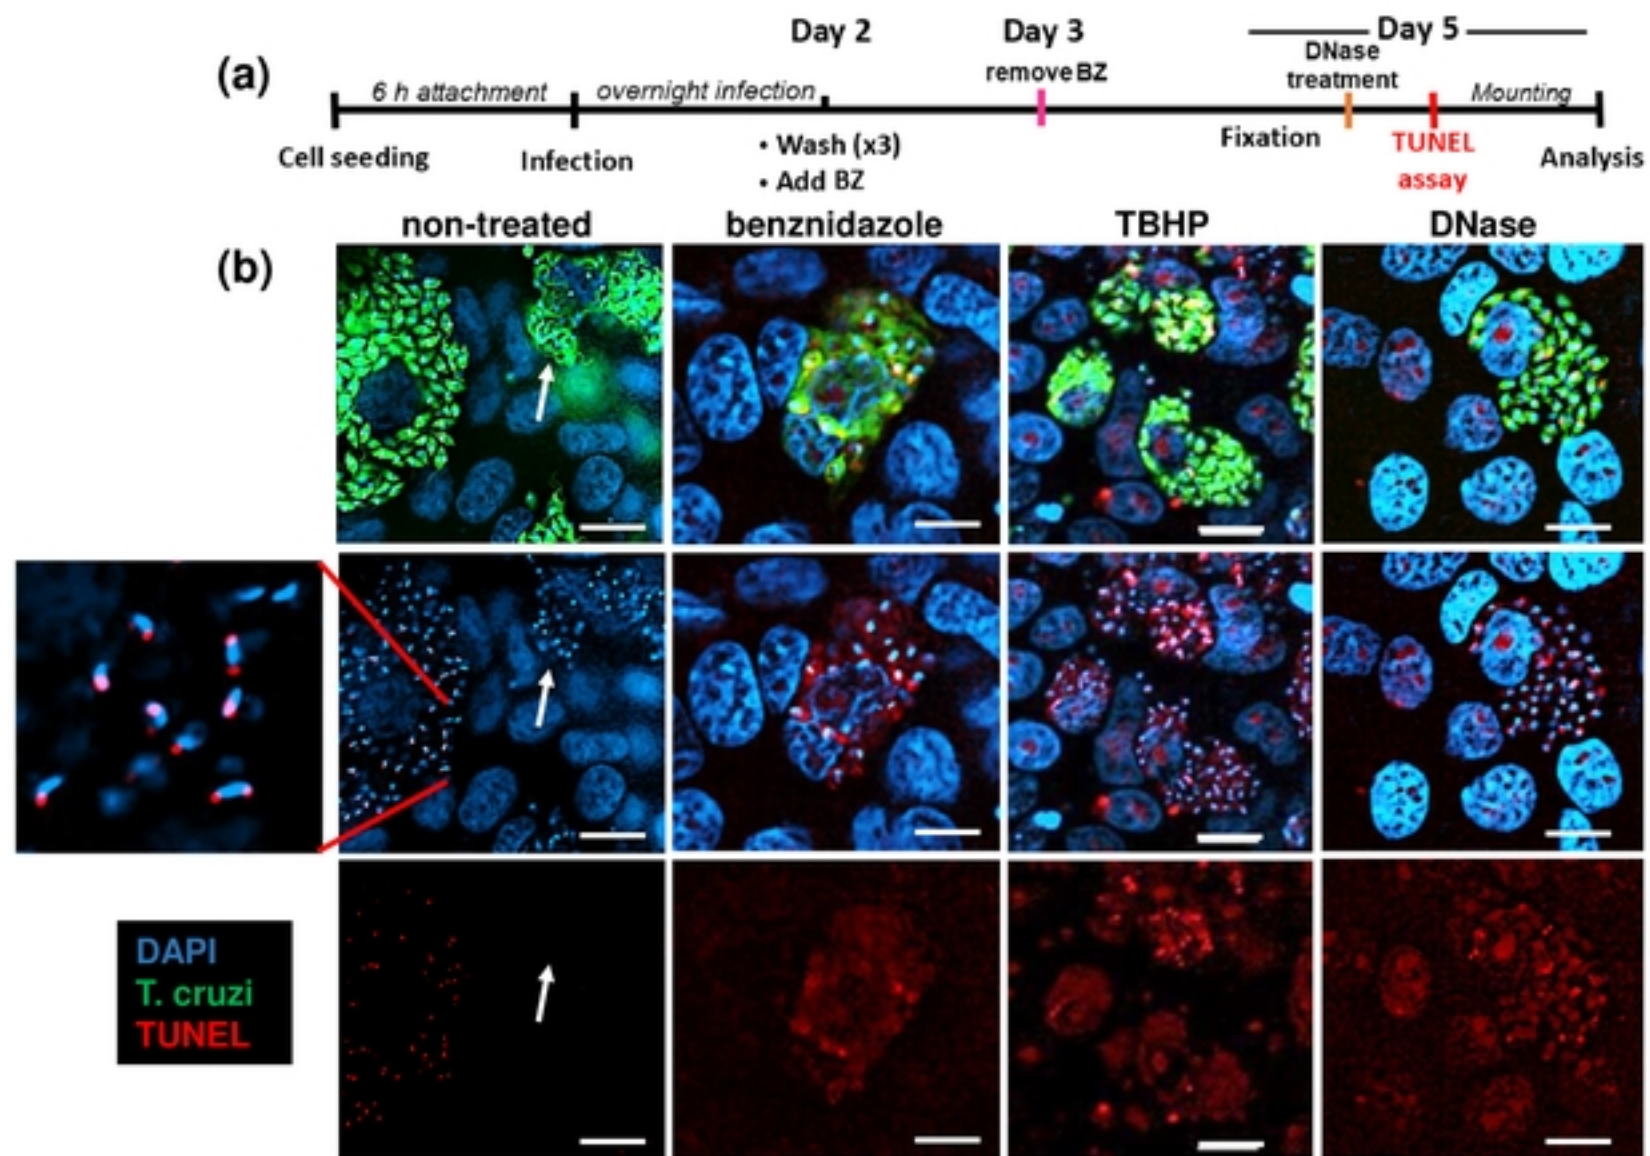 (a)
Day 2
Day 3
Day 5
remove BZ
DNase
treatment
6 h attachment
overnight infection
Mounting
Cell seeding
Infection
• Wash (x3)
• Add BZ
Fixation
TUNEL
assay
Analysis
(b)
non-treated
benznidazole
TBHP
DNase
DAPI
T. cruzi
TUNEL